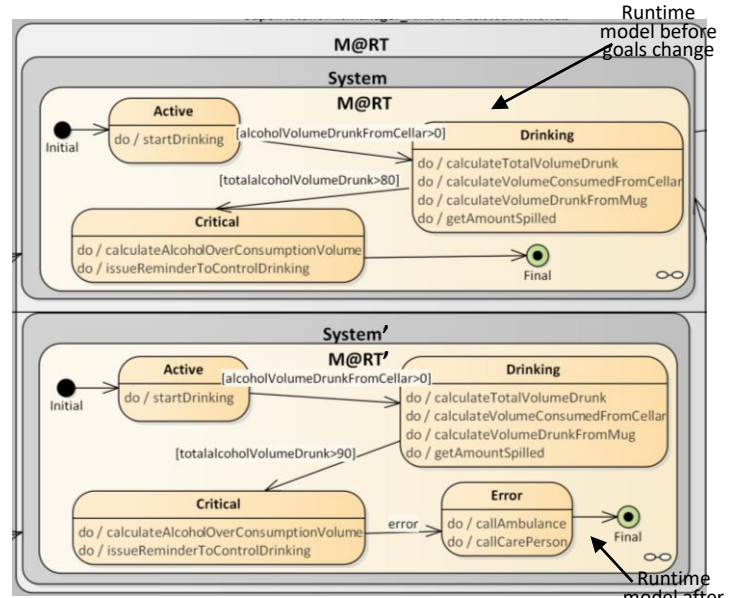 Runtime
model before
goals change
M@RT
System
M@RT
Initial
Active
do / startDrinking
[alcoholVolumeDrunkFromCellar>0]
Drinking
do / calculateTotalVolumeDrunk
do / calculateVolumeConsumedFromCellar
do / calculateVolumeDrunkFromMug
do / getAmountSpilled
[totalalcoholVolumeDrunk>80]
Critical
do / calculateAlcoholOverConsumptionVolume
do / issueReminderToControlDrinking
Final
System′
M@RT′
Initial
Active
do / startDrinking
[alcoholVolumeDrunkFromCellar>0]
Drinking
do / calculateTotalVolumeDrunk
do / calculateVolumeConsumedFromCellar
do / calculateVolumeDrunkFromMug
do / getAmountSpilled
[totalalcoholVolumeDrunk>90]
Critical
do / calculateAlcoholOverConsumptionVolume
do / issueReminderToControlDrinking
error
Error
do / callAmbulance
do / callCarePerson
Final
Runtime
model after